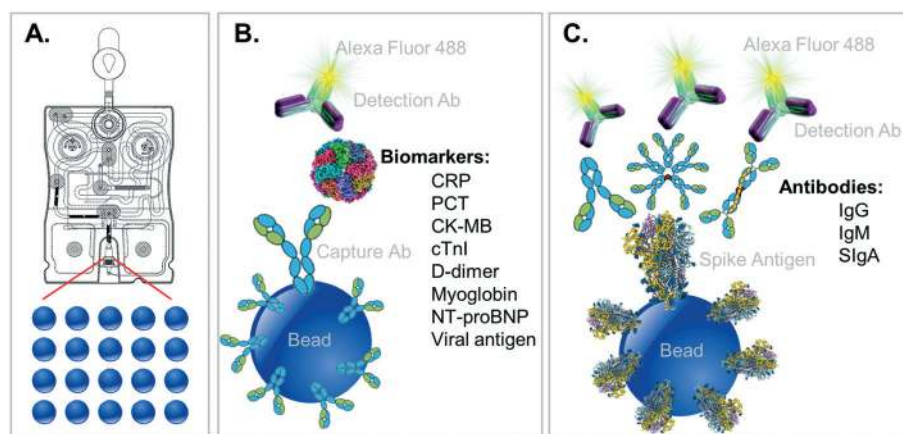 A.
B.
Alexa Fluor 488
Detection Ab
Biomarkers:
CRP
PCT
CK-MB
cTnI
D-dimer
Myoglobin
NT-proBNP
Viral antigen
Capture Ab
Bead
C.
Alexa Fluor 488
Detection Ab
Antibodies:
IgG
IgM
SIgA
Spike Antigen
Bead